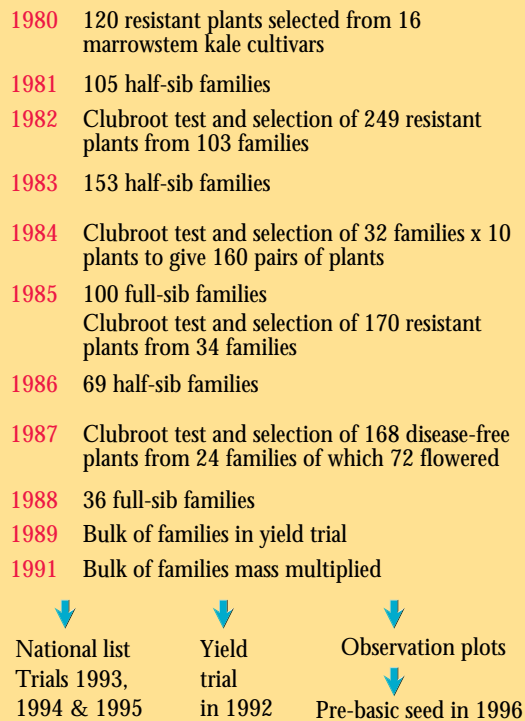 1980 120 resistant plants selected from 16
marrowstem kale cultivars
1981 105 half-sib families
1982 Clubroot test and selection of 249 resistant
plants from 103 families
1983 153 half-sib families
1984 Clubroot test and selection of 32 families x 10
plants to give 160 pairs of plants
1985 100 full-sib families
Clubroot test and selection of 170 resistant
plants from 34 families
1986 69 half-sib families
1987 Clubroot test and selection of 168 disease-free
plants from 24 families of which 72 flowered
1988 36 full-sib families
1989 Bulk of families in yield trial
1991 Bulk of families mass multiplied
National list
Trials 1993,
1994 & 1995
Yield
trial
in 1992
Observation plots
Pre-basic seed in 1996